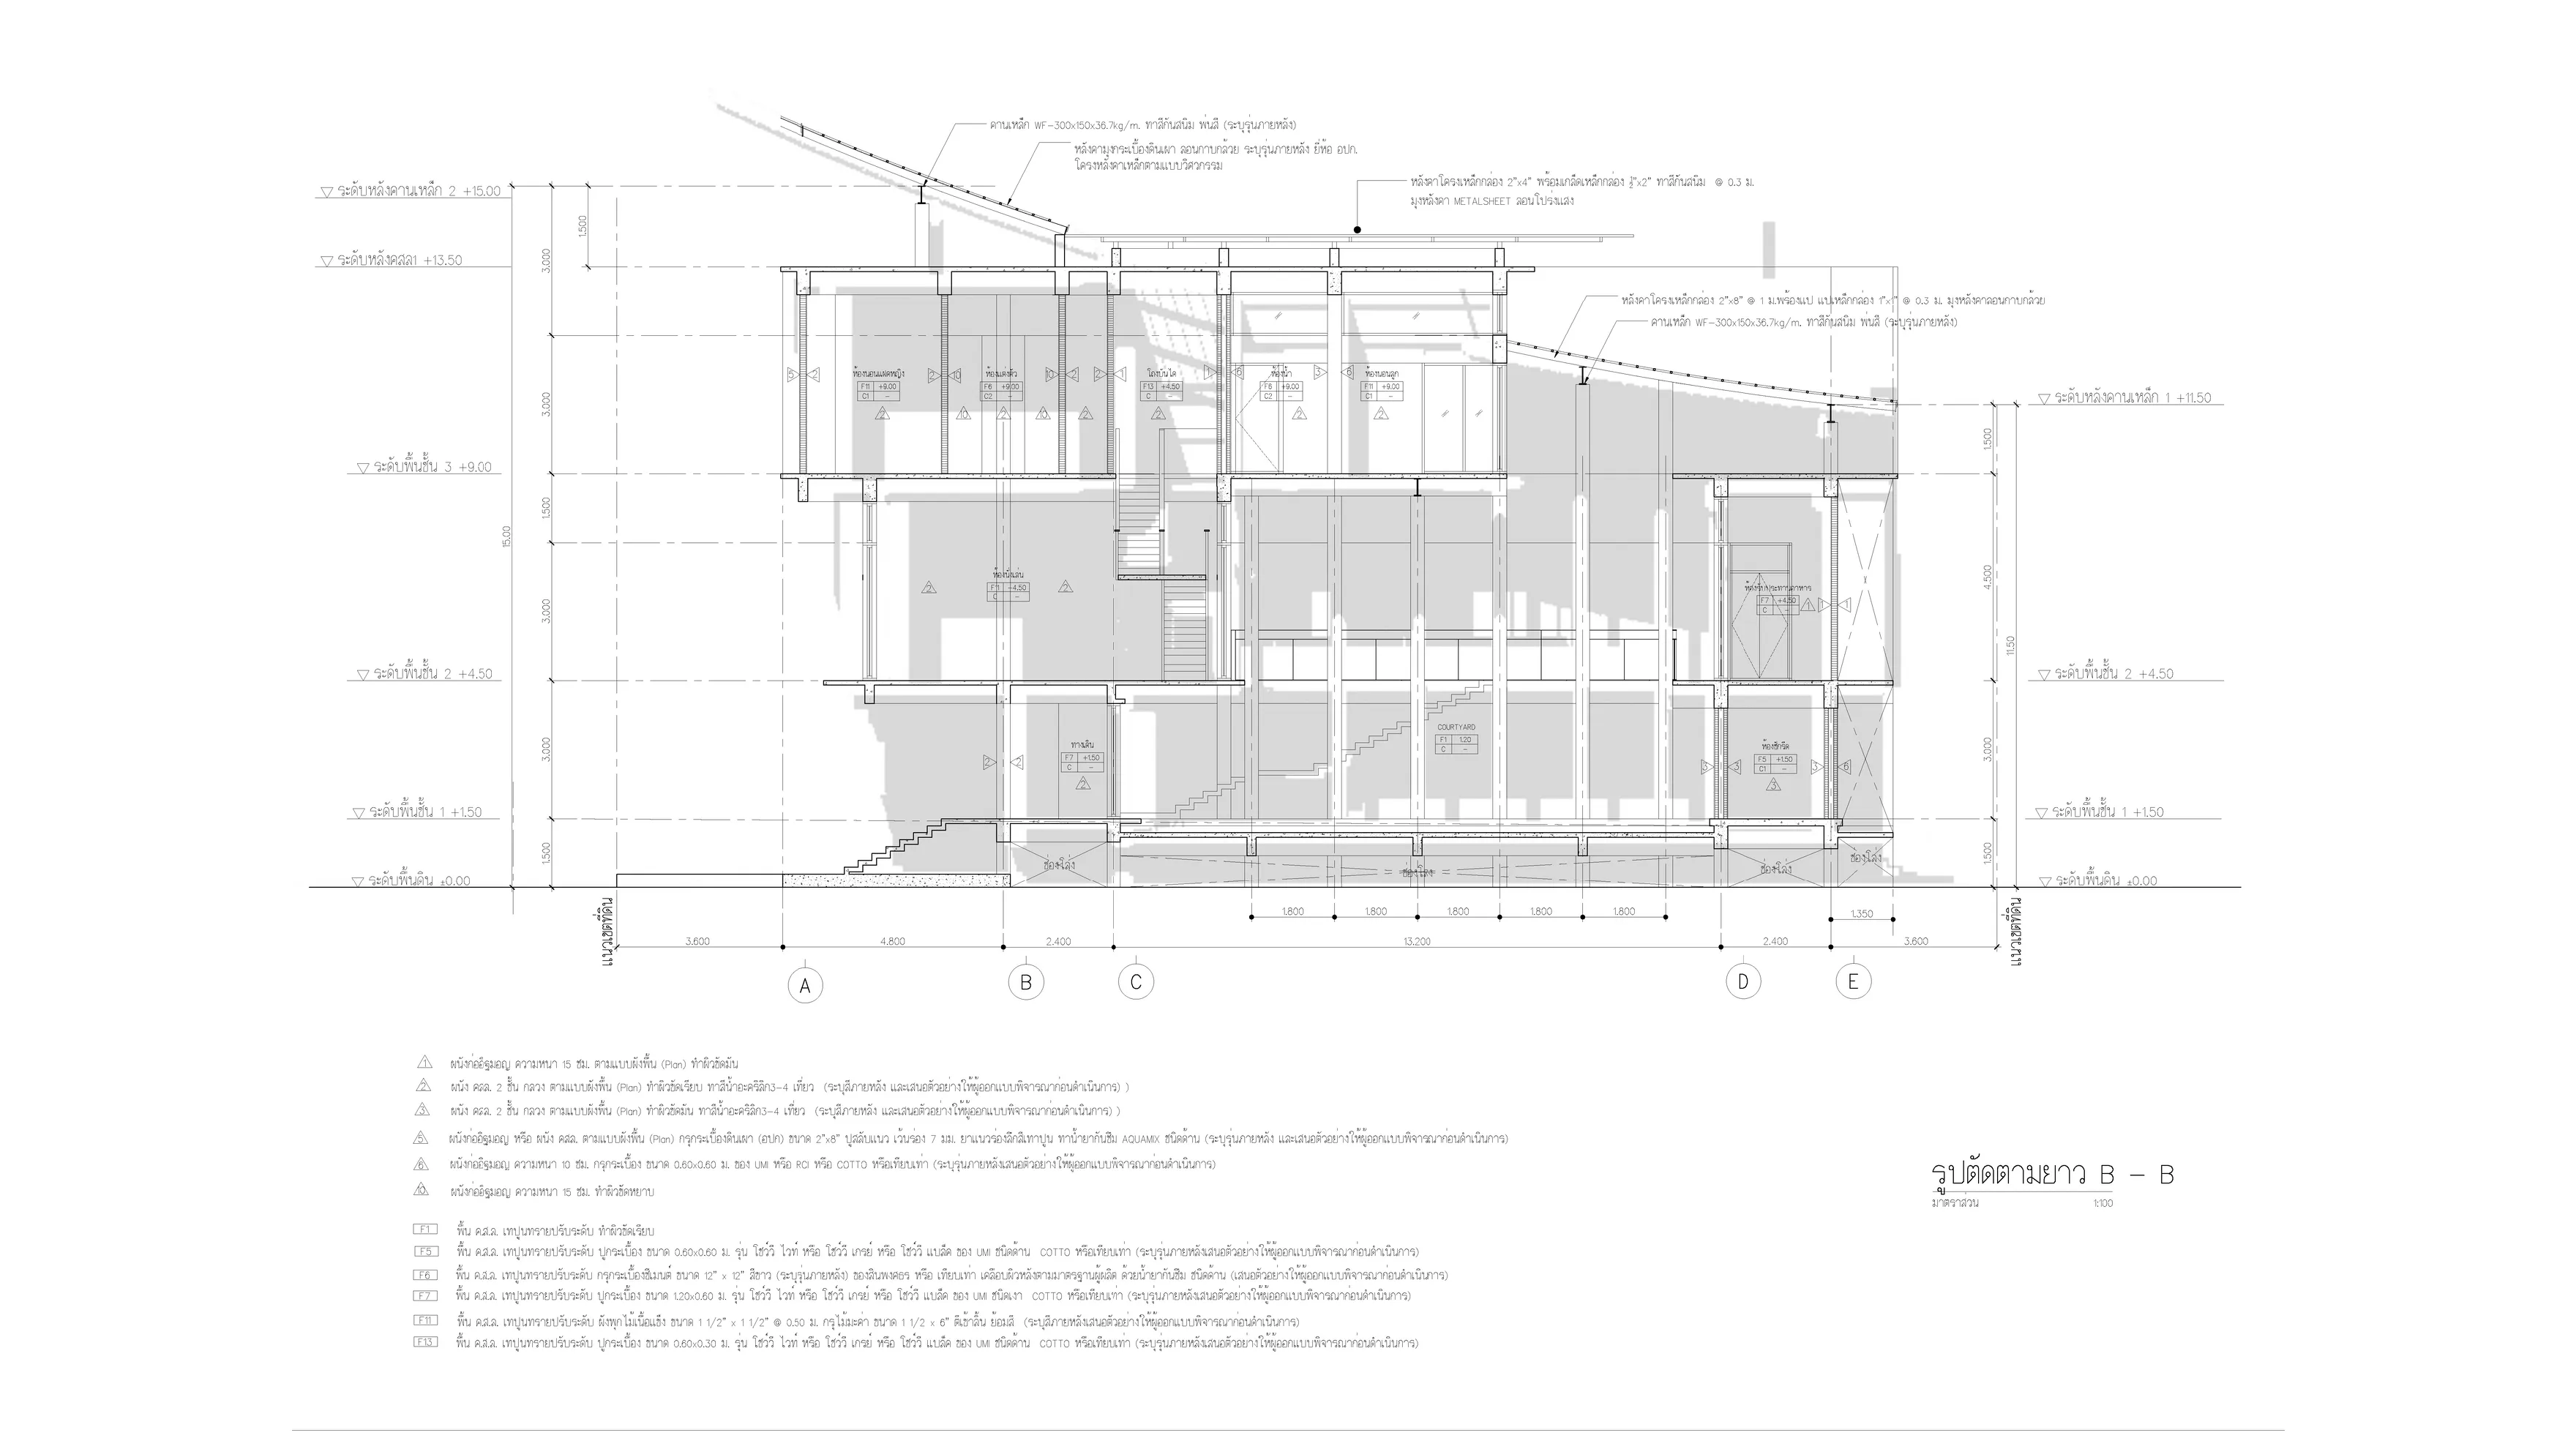 คานเหล็ก WF-300x150x36.7kg/m. ทาสีกันสนิม พ่นสี (ระบุรุ่นภายหลัง)
หลังคามุงกระเบื้องดินเผา ลอนกาบกล้วย ระบุรุ่นภายหลัง ยี่ห้อ อปก.
โครงหลังคาเหล็กตามแบบวิศวกรรม
หลังคาโครงเหล็กกล่อง 2"x4" พร้อมเกล็ดเหล็กกล่อง ½"x2" ทาสีกันสนิม @ 0.3 ม.
มุงหลังคา METALSHEET ลอนโปร่งแสง
ระดับหลังคานเหล็ก 2 +15.00
ระดับหลังคสล1 +13.50
หลังคาโครงเหล็กกล่อง 2"x8" @ 1 ม.พร้องแป แปเหล็กกล่อง 1"x1" @ 0.3 ม. มุงหลังคาลอนกาบกล้วย
คานเหล็ก WF-300x150x36.7kg/m. ทาสีกันสนิม พ่นสี (ระบุรุ่นภายหลัง)
ระดับหลังคานเหล็ก 1 +11.50
ระดับพื้นชั้น 3 +9.00
ระดับพื้นชั้น 2 +4.50
ระดับพื้นชั้น 1 +1.50
ระดับพื้นดิน ±0.00
ระดับพื้นชั้น 2 +4.50
ระดับพื้นชั้น 1 +1.50
ระดับพื้นดิน ±0.00
1.500
3.000
3.000
1.500
3.000
3.000
1.500
15.00
1.500
4.500
3.000
1.500
11.50
F11 +9.00
C1 -
ห้องแต่งตัว
F6 +9.00
C2 -
โถงบันได
F13 +4.50
C -
ห้องน้ำ
F6 +9.00
C2 -
ห้องนอนลูก
F11 +9.00
C1 -
ห้องนั่งเล่น
F11 +4.50
C -
ห้องรับประทานอาหาร
F7 +4.50
C -
ทางเดิน
F7 +1.50
C -
COURTYARD
F1 1.20
C -
ห้องซักรีด
F5 +1.50
C1 -
ช่องโล่ง
ช่องโล่ง
ช่องโล่ง
ช่องโล่ง
1.800 1.800 1.800 1.800 1.800
1.350
3.600 4.800 2.400 13.200 2.400 3.600
แนวเขตที่ดิน
แนวเขตที่ดิน
A B C D E
1 ผนังก่ออิฐมอญ ความหนา 15 ซม. ตามแบบผังพื้น (Plan) ทำผิวขัดมัน
2 ผนัง คสล. 2 ชั้น กลวง ตามแบบผังพื้น (Plan) ทำผิวขัดเรียบ ทาสีน้ำอะคริลิก3-4 เที่ยว (ระบุสีภายหลัง และเสนอตัวอย่างให้ผู้ออกแบบพิจารณาก่อนดำเนินการ) )
3 ผนัง คสล. 2 ชั้น กลวง ตามแบบผังพื้น (Plan) ทำผิวขัดมัน ทาสีน้ำอะคริลิก3-4 เที่ยว (ระบุสีภายหลัง และเสนอตัวอย่างให้ผู้ออกแบบพิจารณาก่อนดำเนินการ) )
5 ผนังก่ออิฐมอญ หรือ ผนัง คสล. ตามแบบผังพื้น (Plan) กรุกระเบื้องดินเผา (อปก) ขนาด 2"x8" ปูสลับแนว เว้นร่อง 7 มม. ยาแนวร่องลึกสีเทาปูน ทาน้ำยากันซึม AQUAMIX ชนิดด้าน (ระบุรุ่นภายหลัง และเสนอตัวอย่างให้ผู้ออกแบบพิจารณาก่อนดำเนินการ)
6 ผนังก่ออิฐมอญ ความหนา 10 ซม. กรุกระเบื้อง ขนาด 0.60x0.60 ม. ของ UMI หรือ RCI หรือ COTTO หรือเทียบเท่า (ระบุรุ่นภายหลังเสนอตัวอย่างให้ผู้ออกแบบพิจารณาก่อนดำเนินการ)
10 ผนังก่ออิฐมอญ ความหนา 15 ซม. ทำผิวขัดหยาบ
F1 พื้น ค.ส.ล. เทปูนทรายปรับระดับ ทำผิวขัดเรียบ
F5 พื้น ค.ส.ล. เทปูนทรายปรับระดับ ปูกระเบื้อง ขนาด 0.60x0.60 ม. รุ่น โชว์วี ไวท์ หรือ โชว์วี เกรย์ หรือ โชว์วี แบล็ค ของ UMI ชนิดด้าน COTTO หรือเทียบเท่า (ระบุรุ่นภายหลังเสนอตัวอย่างให้ผู้ออกแบบพิจารณาก่อนดำเนินการ)
F6 พื้น ค.ส.ล. เทปูนทรายปรับระดับ กรุกระเบื้องซีเมนต์ ขนาด 12" x 12" สีขาว (ระบุรุ่นภายหลัง) ของสินพงศธร หรือ เทียบเท่า เคลือบผิวหลังตามมาตรฐานผู้ผลิต ด้วยน้ำยากันซึม ชนิดด้าน (เสนอตัวอย่างให้ผู้ออกแบบพิจารณาก่อนดำเนินการ)
F7 พื้น ค.ส.ล. เทปูนทรายปรับระดับ ปูกระเบื้อง ขนาด 1.20x0.60 ม. รุ่น โชว์วี ไวท์ หรือ โชว์วี เกรย์ หรือ โชว์วี แบล็ค ของ UMI ชนิดเงา COTTO หรือเทียบเท่า (ระบุรุ่นภายหลังเสนอตัวอย่างให้ผู้ออกแบบพิจารณาก่อนดำเนินการ)
F11 พื้น ค.ส.ล. เทปูนทรายปรับระดับ ฝังพุกไม้เนื้อแข็ง ขนาด 1 1/2" x 1 1/2" @ 0.50 ม. กรุไม้มะค่า ขนาด 1 1/2 x 6" ตีเข้าลิ้น ย้อมสี (ระบุสีภายหลังเสนอตัวอย่างให้ผู้ออกแบบพิจารณาก่อนดำเนินการ)
F13 พื้น ค.ส.ล. เทปูนทรายปรับระดับ ปูกระเบื้อง ขนาด 0.60x0.30 ม. รุ่น โชว์วี ไวท์ หรือ โชว์วี เกรย์ หรือ โชว์วี แบล็ค ของ UMI ชนิดด้าน COTTO หรือเทียบเท่า (ระบุรุ่นภายหลังเสนอตัวอย่างให้ผู้ออกแบบพิจารณาก่อนดำเนินการ)
รูปตัดตามยาว B - B
มาตราส่วน 1:100